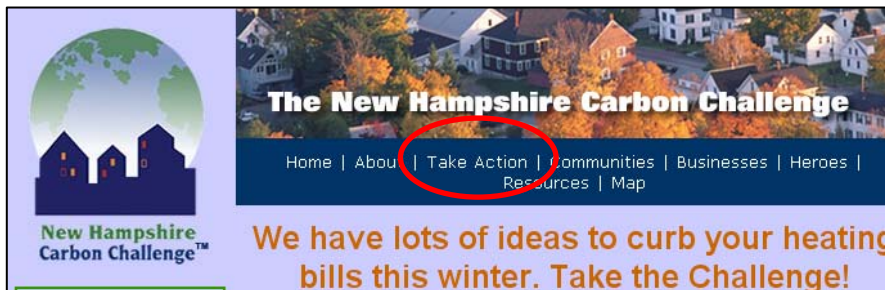 The New Hampshire Carbon Challenge
Home | About | Take Action | Communities | Businesses | Heroes |
Resources | Map
New Hampshire
Carbon Challenge™
We have lots of ideas to curb your heating
bills this winter. Take the Challenge!